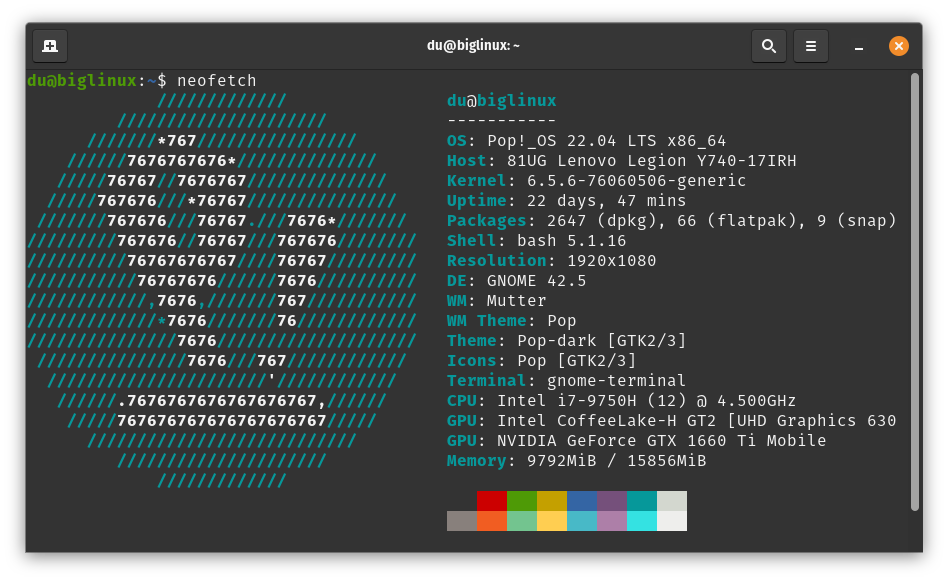 du@biglinux: ~
du@biglinux:~$ neofetch
/////////////
/////////////////////
///////*767////////////////
//////7676767676*//////////////
/////76767//7676767//////////////
/////767676///*76767///////////////
///////767676///76767.///7676*///////
/////////767676//76767///767676////////
//////////76767676767////76767/////////
///////////76767676//////7676//////////
////////////,7676,///////767///////////
/////////////*7676///////76////////////
///////////////7676////////////////////
///////////////7676///767////////////
//////////////////////'////////////
//////.7676767676767676767,//////
/////767676767676767676767/////
///////////////////////////
/////////////////////
/////////////
du@biglinux
-----------
OS: Pop!_OS 22.04 LTS x86_64
Host: 81UG Lenovo Legion Y740-17IRH
Kernel: 6.5.6-76060506-generic
Uptime: 22 days, 47 mins
Packages: 2647 (dpkg), 66 (flatpak), 9 (snap)
Shell: bash 5.1.16
Resolution: 1920x1080
DE: GNOME 42.5
WM: Mutter
WM Theme: Pop
Theme: Pop-dark [GTK2/3]
Icons: Pop [GTK2/3]
Terminal: gnome-terminal
CPU: Intel i7-9750H (12) @ 4.500GHz
GPU: Intel CoffeeLake-H GT2 [UHD Graphics 630
GPU: NVIDIA GeForce GTX 1660 Ti Mobile
Memory: 9792MiB / 15856MiB